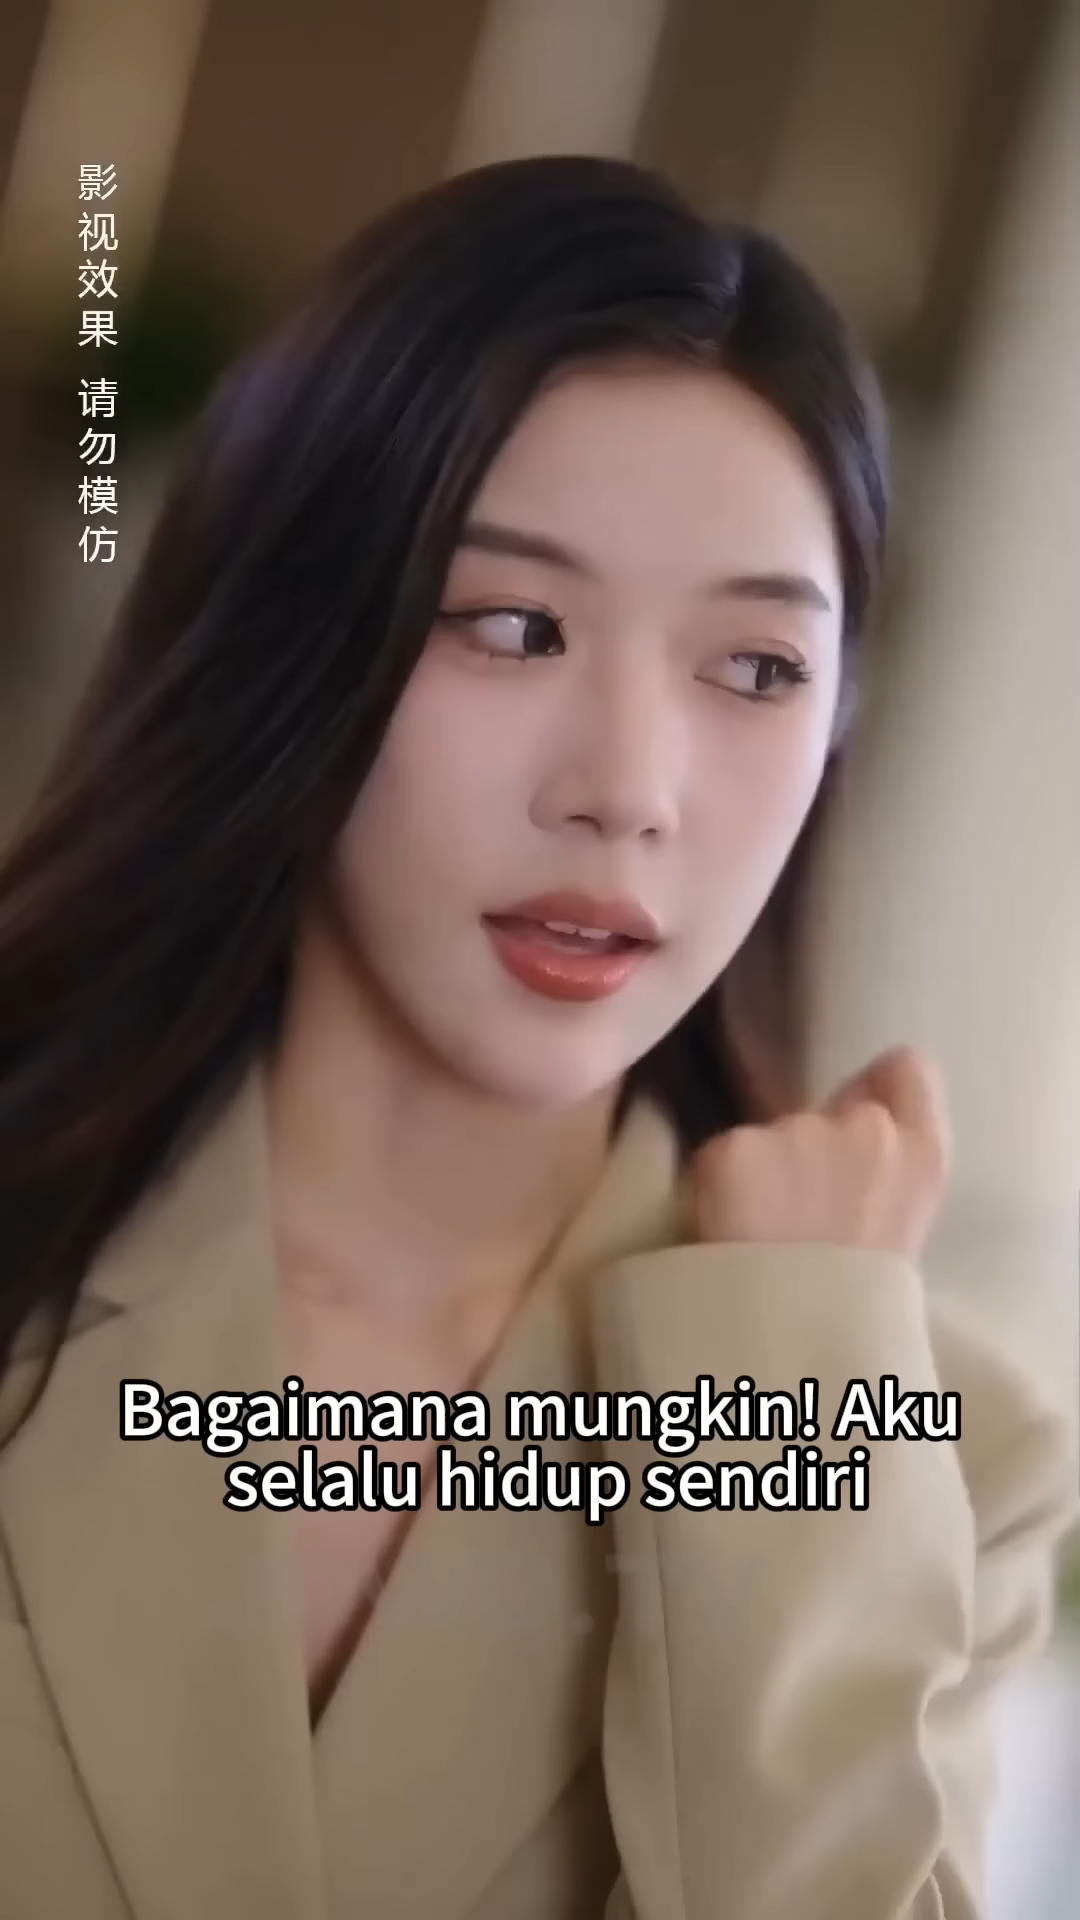 影视效果 请勿模仿
Bagaimana mungkin! Aku
selalu hidup sendiri